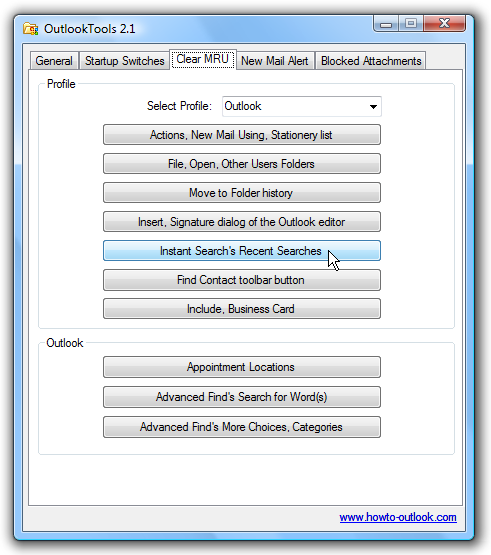 OutlookTools 2.1
General Startup Switches Clear MRU New Mail Alert Blocked Attachments
Profile
Select Profile: Outlook
Actions, New Mail Using, Stationery list
File, Open, Other Users Folders
Move to Folder history
Insert, Signature dialog of the Outlook editor
Instant Search's Recent Searches
Find Contact toolbar button
Include, Business Card
Outlook
Appointment Locations
Advanced Find's Search for Word(s)
Advanced Find's More Choices, Categories
www.howto-outlook.com